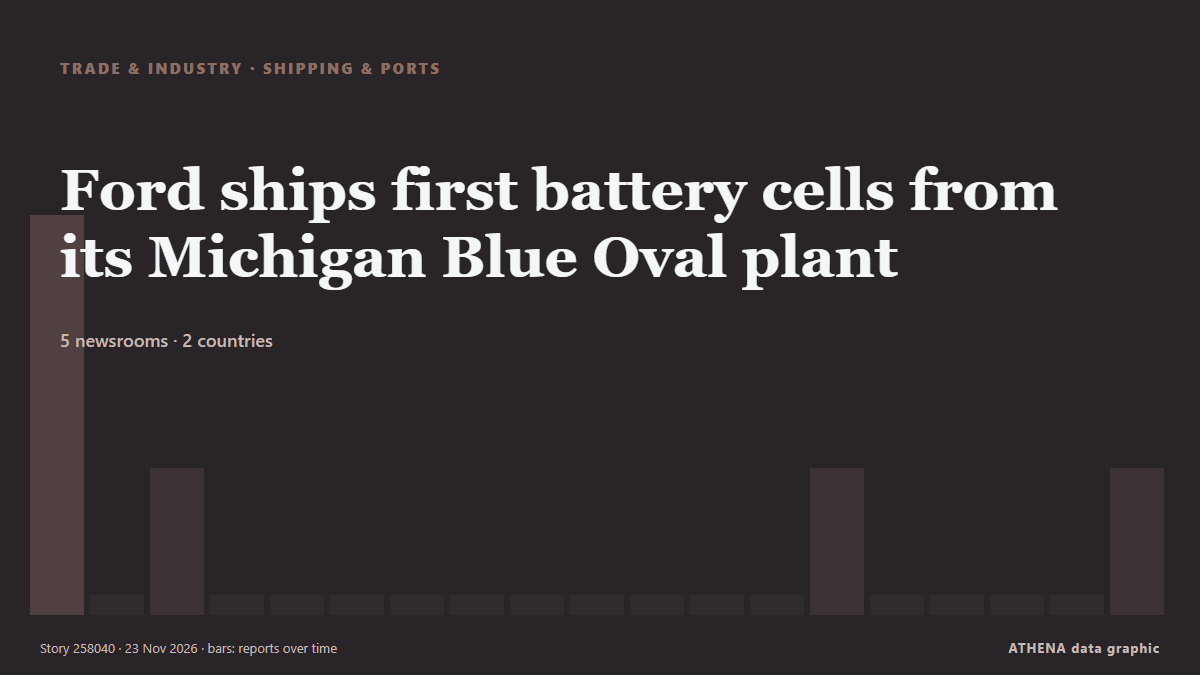 TRADE & INDUSTRY · SHIPPING & PORTS
Ford ships first battery cells from
its Michigan Blue Oval plant
5 newsrooms · 2 countries
Story 258040 · 23 Nov 2026 · bars: reports over time
ATHENA data graphic